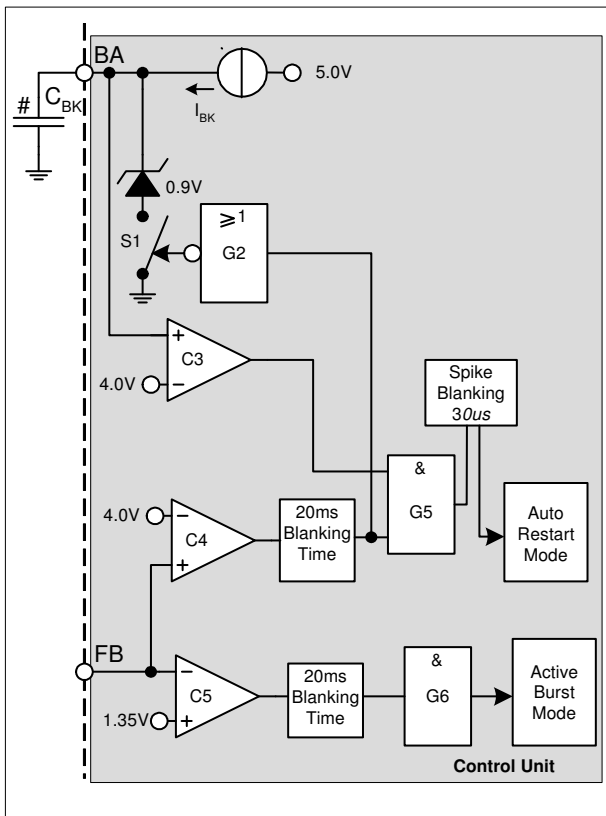 BA
5.0V
# C_BK
I_BK
0.9V
S1
≥1
G2
+
C3
4.0V
−
Spike
Blanking
30us
&
G5
4.0V
−
C4
+
20ms
Blanking
Time
Auto
Restart
Mode
FB
−
C5
1.35V
+
20ms
Blanking
Time
&
G6
Active
Burst
Mode
Control Unit